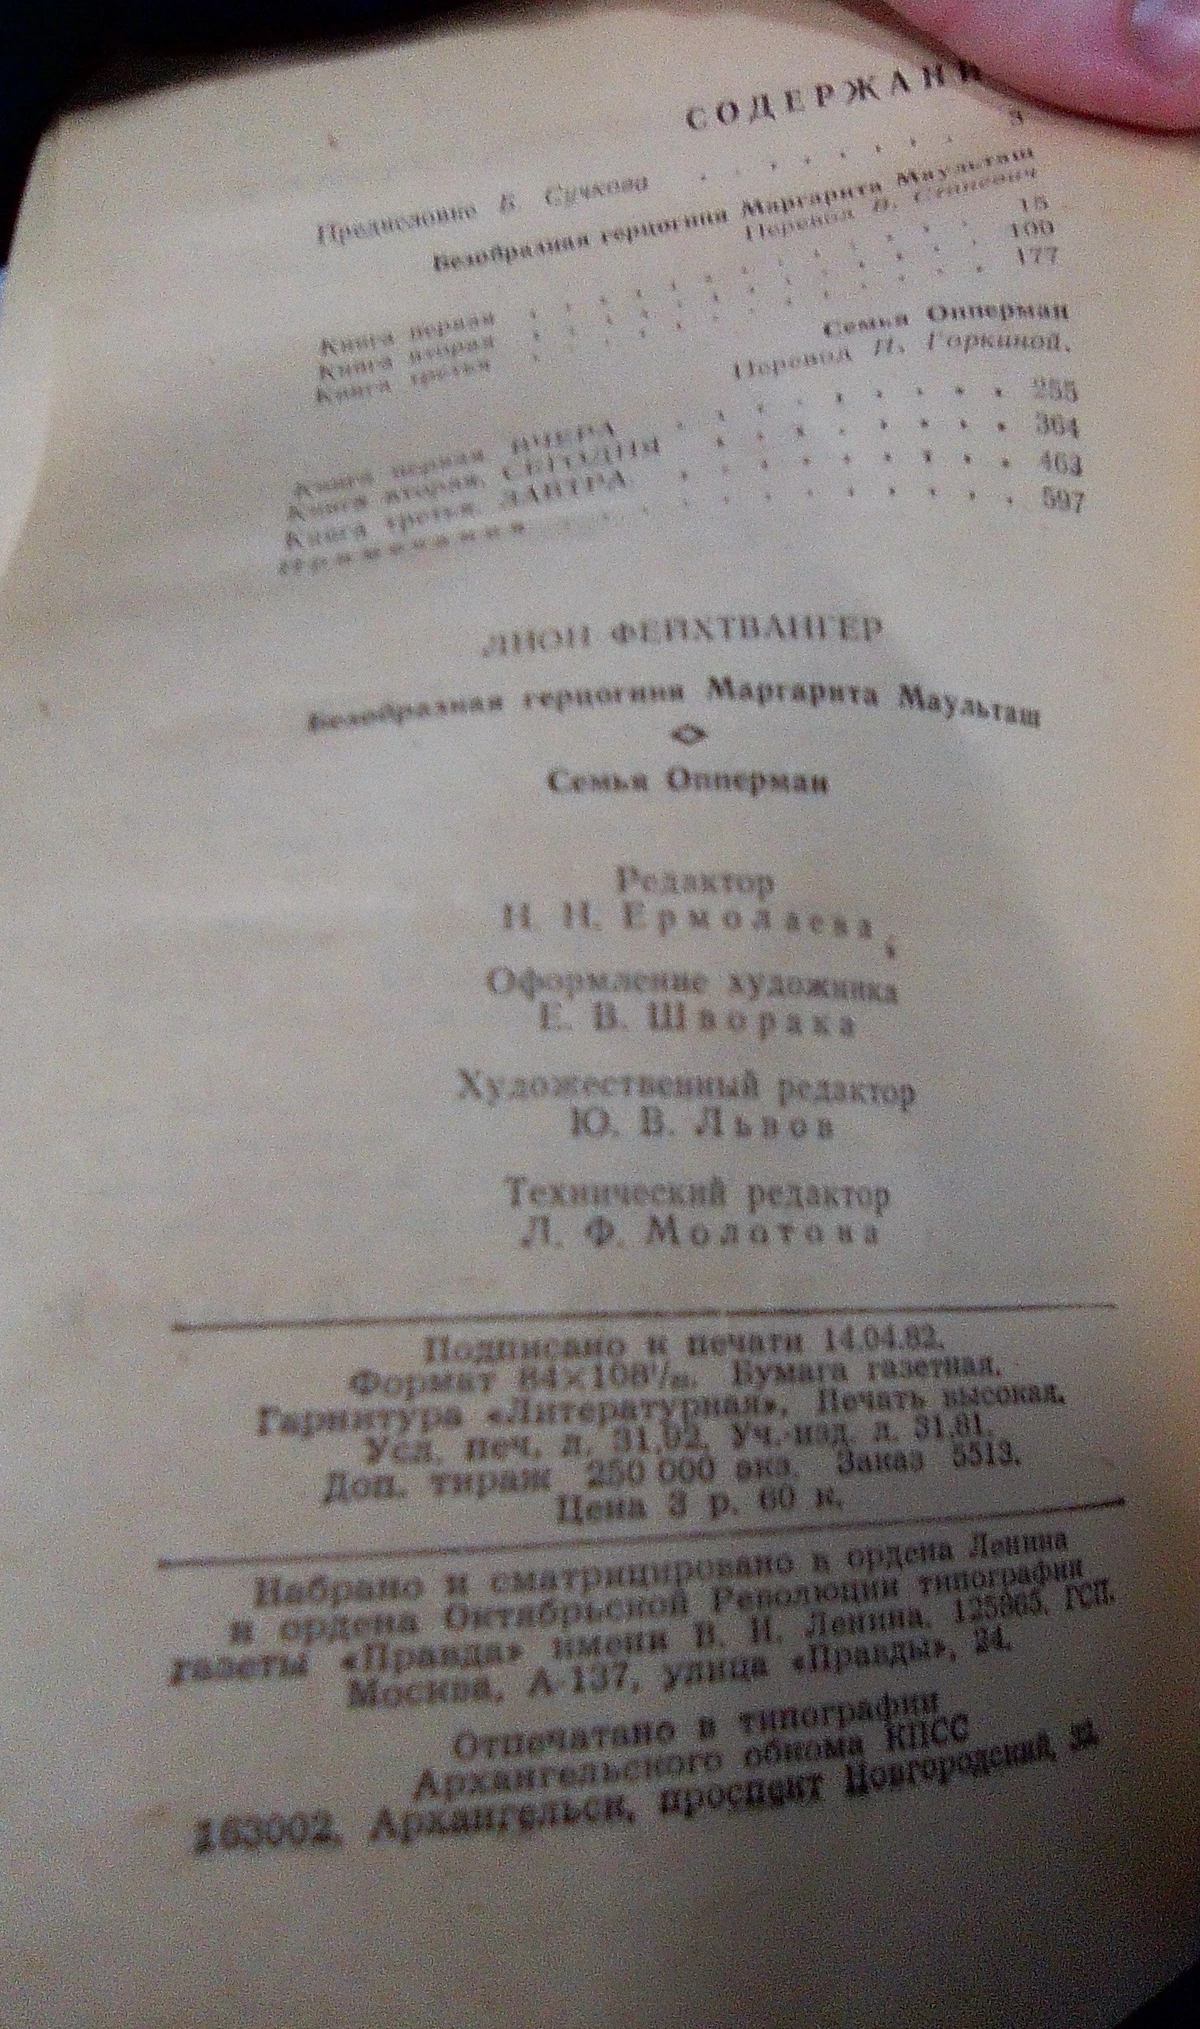 СОДЕРЖАНИ
Предисловие Б. Сучкова . . . . . . . 3
Безобразная герцогиня Маргарита Маульташ
Перевод В. Станевич
Книга первая . . . . . . . . . . . . 15
Книга вторая . . . . . . . . . . . . 100
Книга третья . . . . . . . . . . . . 177
Семья Опперман
Перевод И. Горкиной.
Книга первая ВЧЕРА . . . . . . . . . 255
Книга вторая. СЕГОДНЯ . . . . . . . . 364
Книга третья. ЗАВТРА. . . . . . . . . 463
Примечания . . . . . . . . . . . 597
ЛИОН ФЕЙХТВАНГЕР
Безобразная герцогиня Маргарита Маульташ
Семья Опперман
Редактор
Н. Н. Ермолаева
Оформление художника
Е. В. Шворака
Художественный редактор
Ю. В. Львов
Технический редактор
Л. Ф. Молотова
Подписано к печати 14.04.82.
Формат 84×108¹/₃₂. Бумага газетная.
Гарнитура «Литературная». Печать высокая.
Усл. печ. л. 31,92. Уч.-изд. л. 31,81.
Доп. тираж 250 000 экз. Заказ 5513.
Цена 3 р. 60 к.
Набрано и сматрицировано в ордена Ленина
и ордена Октябрьской Революции типографии
газеты «Правда» имени В. И. Ленина. 125865. ГСП.
Москва, А-137, улица «Правды», 24.
Отпечатано в типографии
Архангельского обкома КПСС
163002. Архангельск, проспект Новгородский, 32